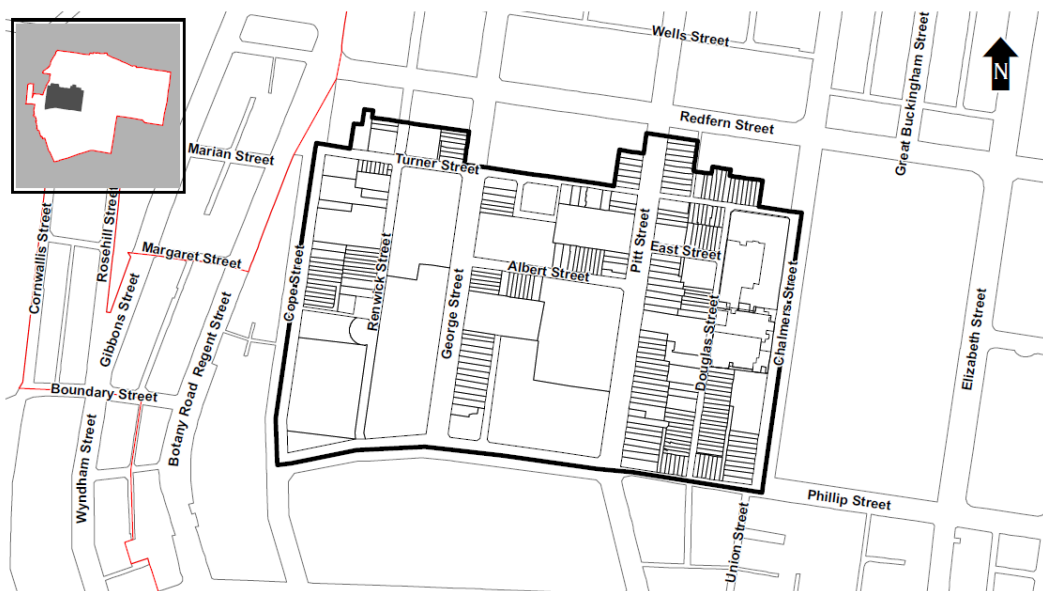 Wells Street
Great Buckingham Street
N
Redfern Street
Marian Street
Turner Street
Cornwallis Street
Rosehill Street
Margaret Street
Gibbons Street
Cope Street
Renwick Street
George Street
Albert Street
Pitt Street
East Street
Douglas Street
Chalmers Street
Elizabeth Street
Regent Street
Boundary Street
Botany Road
Wyndham Street
Phillip Street
Union Street